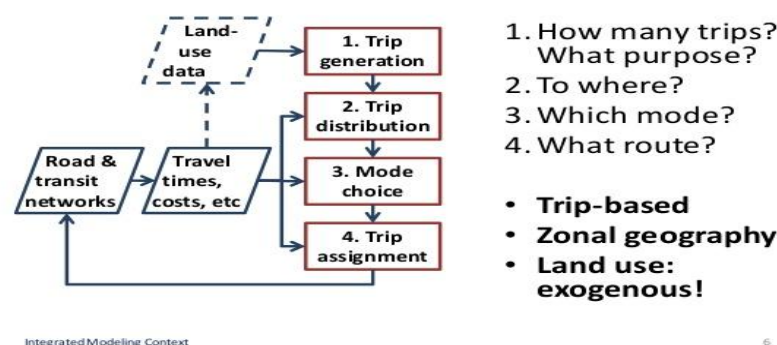 Land-
use
data
1. Trip
generation
2. Trip
distribution
3. Mode
choice
4. Trip
assignment
Road &
transit
networks
Travel
times,
costs, etc
1. How many trips?
What purpose?
2. To where?
3. Which mode?
4. What route?
• Trip-based
• Zonal geography
• Land use:
exogenous!
Integrated Modeling Context
6